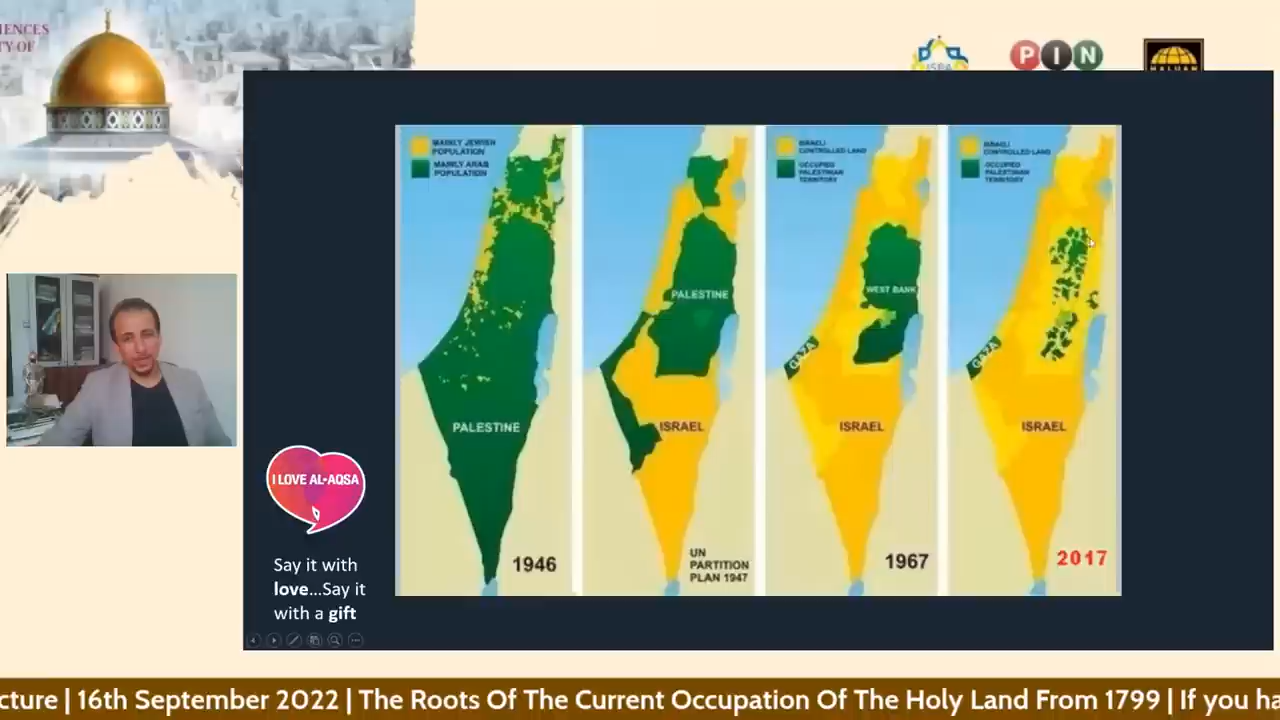 IENCES
TY OF
PIN
MAINLY JEWISH
POPULATION
MAINLY ARAB
POPULATION
PALESTINE
1946
PALESTINE
ISRAEL
UN
PARTITION
PLAN 1947
ISRAELI
CONTROLLED LAND
OCCUPIED
PALESTINIAN
TERRITORY
WEST BANK
GAZA
ISRAEL
1967
ISRAELI
CONTROLLED LAND
OCCUPIED
PALESTINIAN
TERRITORY
GAZA
ISRAEL
2017
I LOVE AL-AQSA
Say it with
love...Say it
with a gift
cture | 16th September 2022 | The Roots Of The Current Occupation Of The Holy Land From 1799 | If you ha